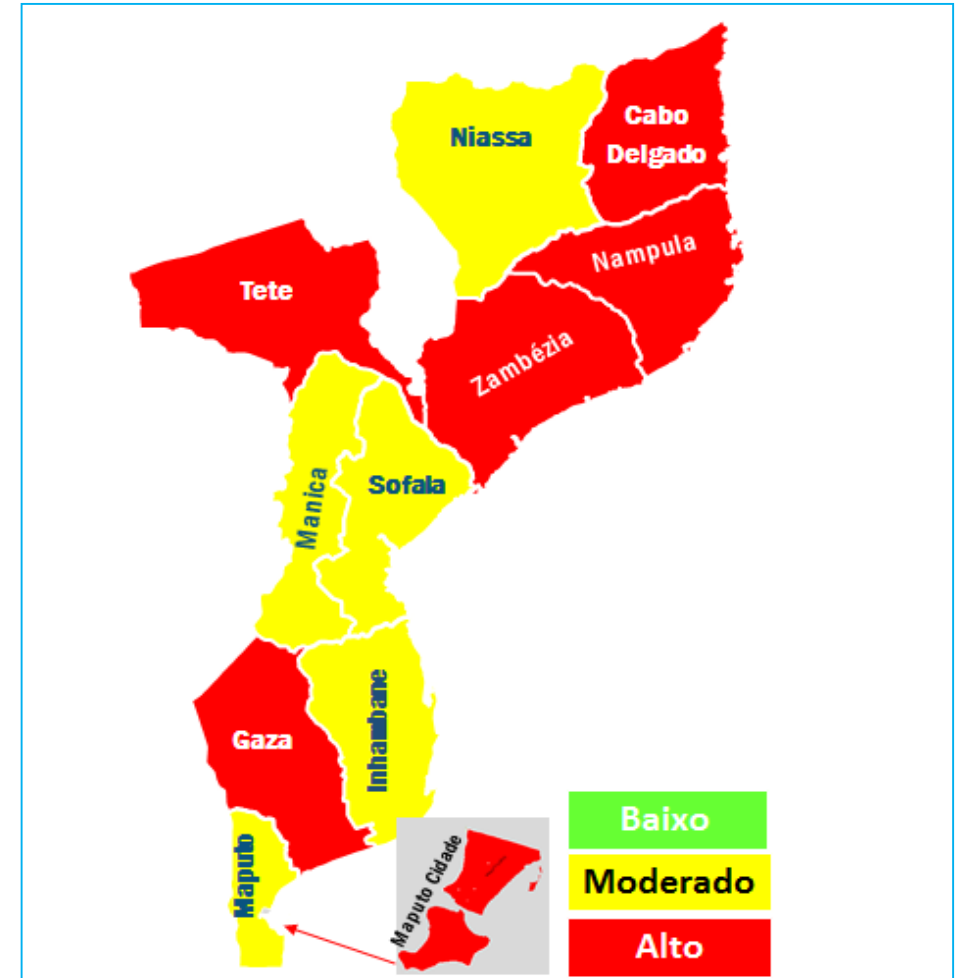 Niassa
Cabo
Delgado
Nampula
Tete
Zambézia
Manica
Sofala
Inhambane
Gaza
Maputo
Maputo Cidade
Baixo
Moderado
Alto